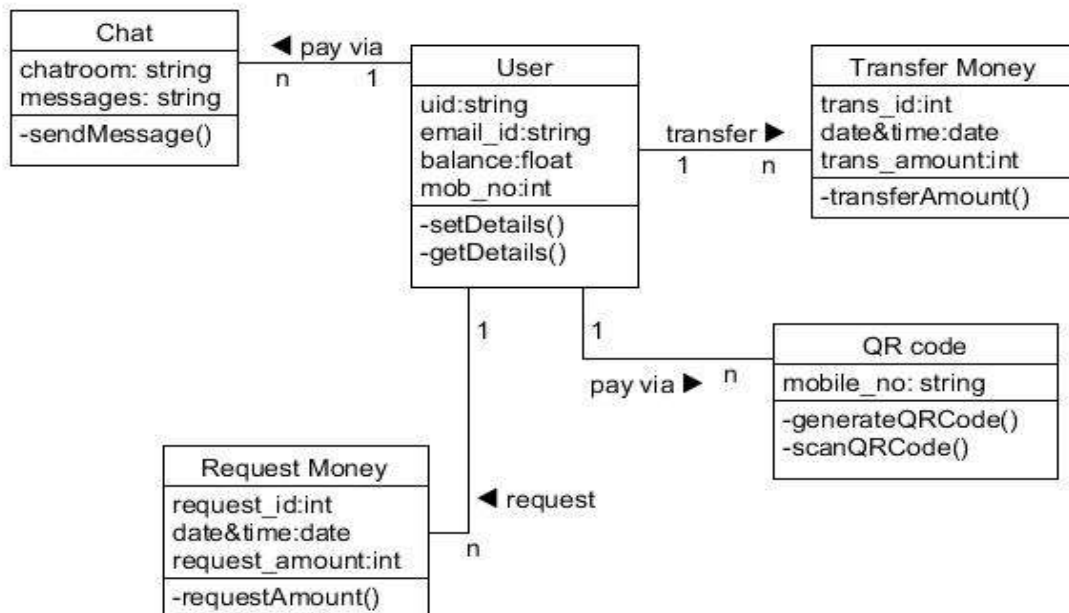 Chat
chatroom: string
messages: string
-sendMessage()
◄ pay via
n 1
User
uid:string
email_id:string
balance:float
mob_no:int
-setDetails()
-getDetails()
transfer ►
1 n
Transfer Money
trans_id:int
date&time:date
trans_amount:int
-transferAmount()
1
1
pay via ► n
QR code
mobile_no: string
-generateQRCode()
-scanQRCode()
◄ request
n
Request Money
request_id:int
date&time:date
request_amount:int
-requestAmount()